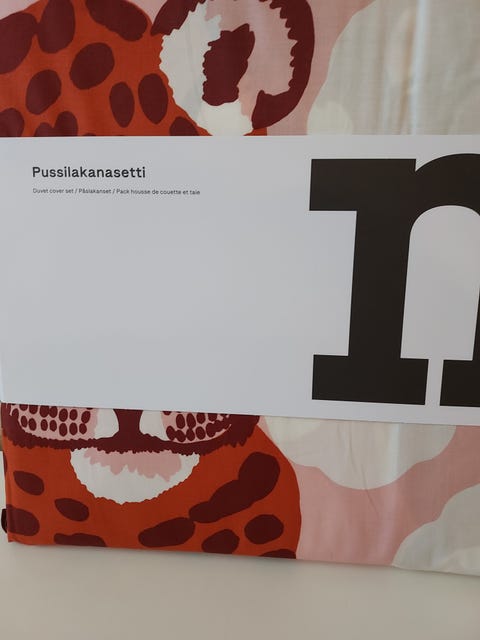 Pussilakanasetti
Duvet cover set / Påslakanset / Pack housse de couette et taie
m